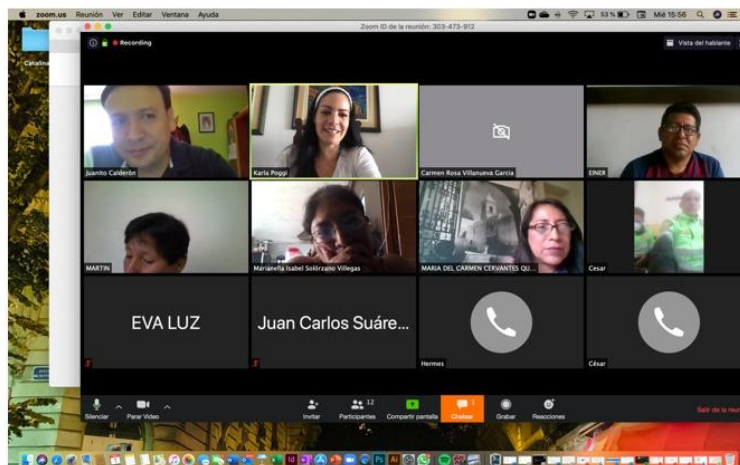 zoom.us Reunión Ver Editar Ventana Ayuda
53 % Mié 15:56
Zoom ID de la reunión: 303-473-912
Catalina
Recording
Vista del hablante
Juanito Calderón
Karla Poggi
Carmen Rosa Villanueva Garcia
EINER
MARTIN
Marianella Isabel Solórzano Villegas
MARIA DEL CARMEN CERVANTES QU...
Cesar
EVA LUZ
Juan Carlos Suáre...
Hermes
César
Silenciar
Parar Video
Invitar
12
Participantes
Compartir pantalla
Chatear
Grabar
Reacciones
Salir de la reu